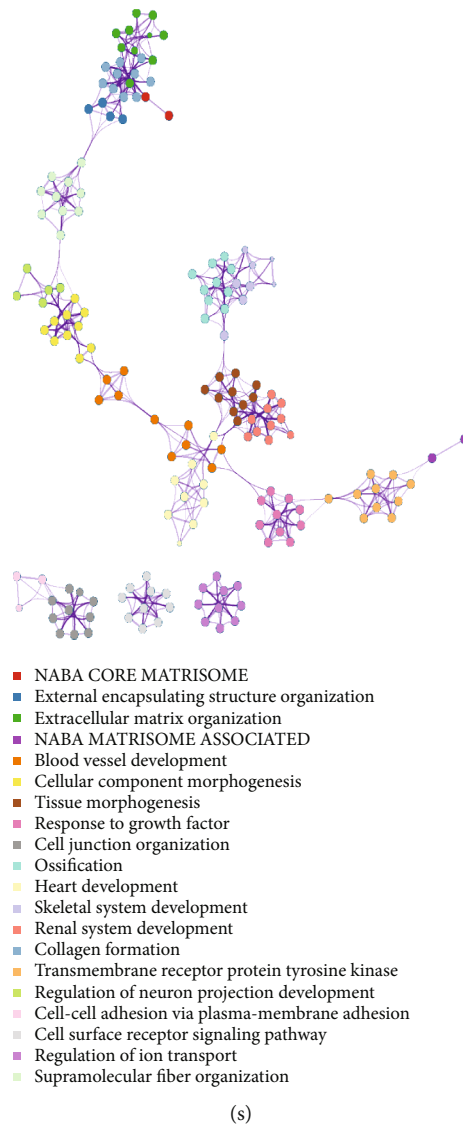 NABA CORE MATRISOME
External encapsulating structure organization
Extracellular matrix organization
NABA MATRISOME ASSOCIATED
Blood vessel development
Cellular component morphogenesis
Tissue morphogenesis
Response to growth factor
Cell junction organization
Ossification
Heart development
Skeletal system development
Renal system development
Collagen formation
Transmembrane receptor protein tyrosine kinase
Regulation of neuron projection development
Cell-cell adhesion via plasma-membrane adhesion
Cell surface receptor signaling pathway
Regulation of ion transport
Supramolecular fiber organization
(s)